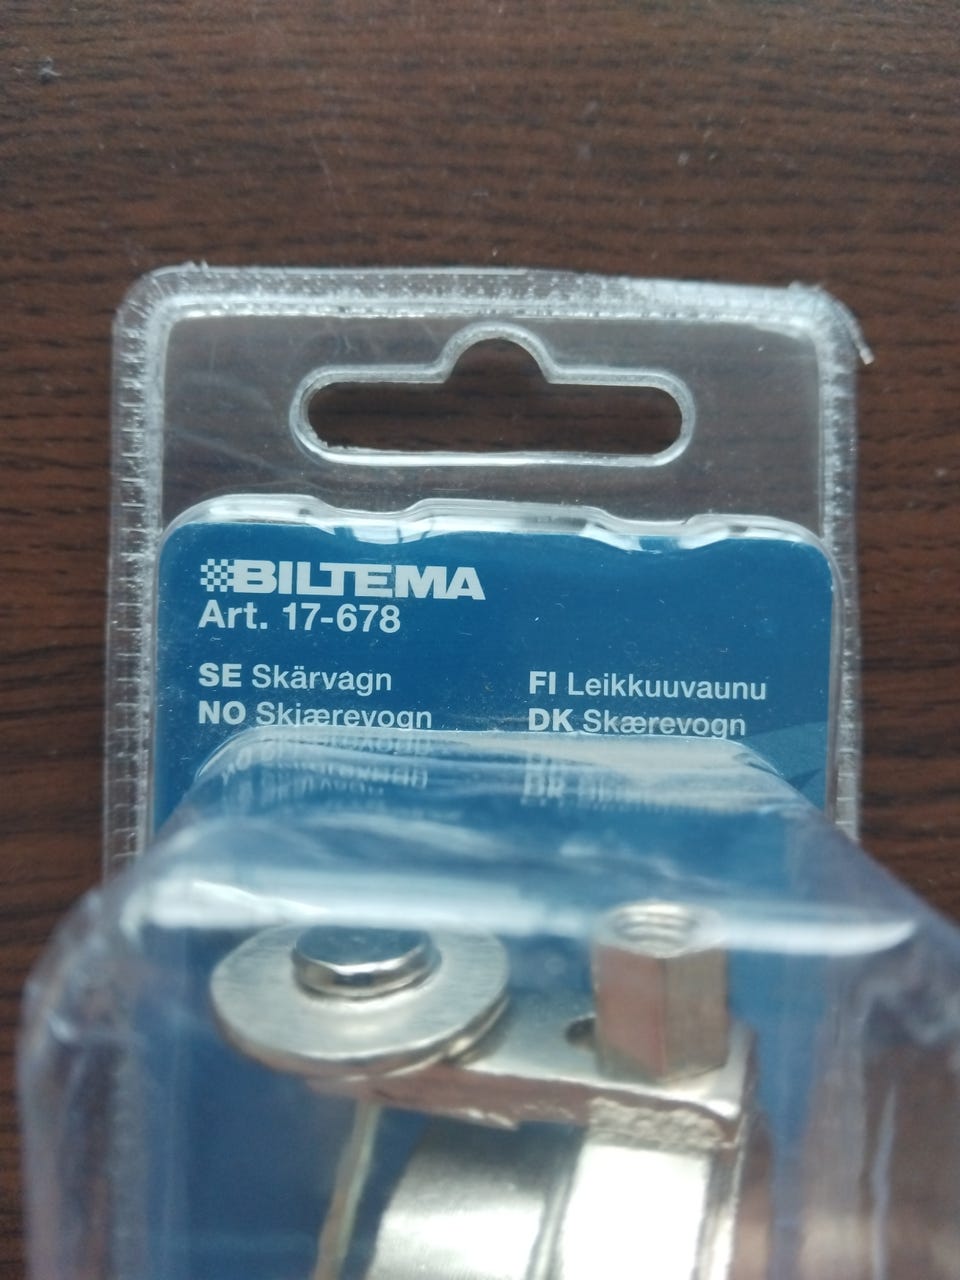 BILTEMA
Art. 17-678
SE Skärvagn
NO Skjærevogn
FI Leikkuuvaunu
DK Skærevogn